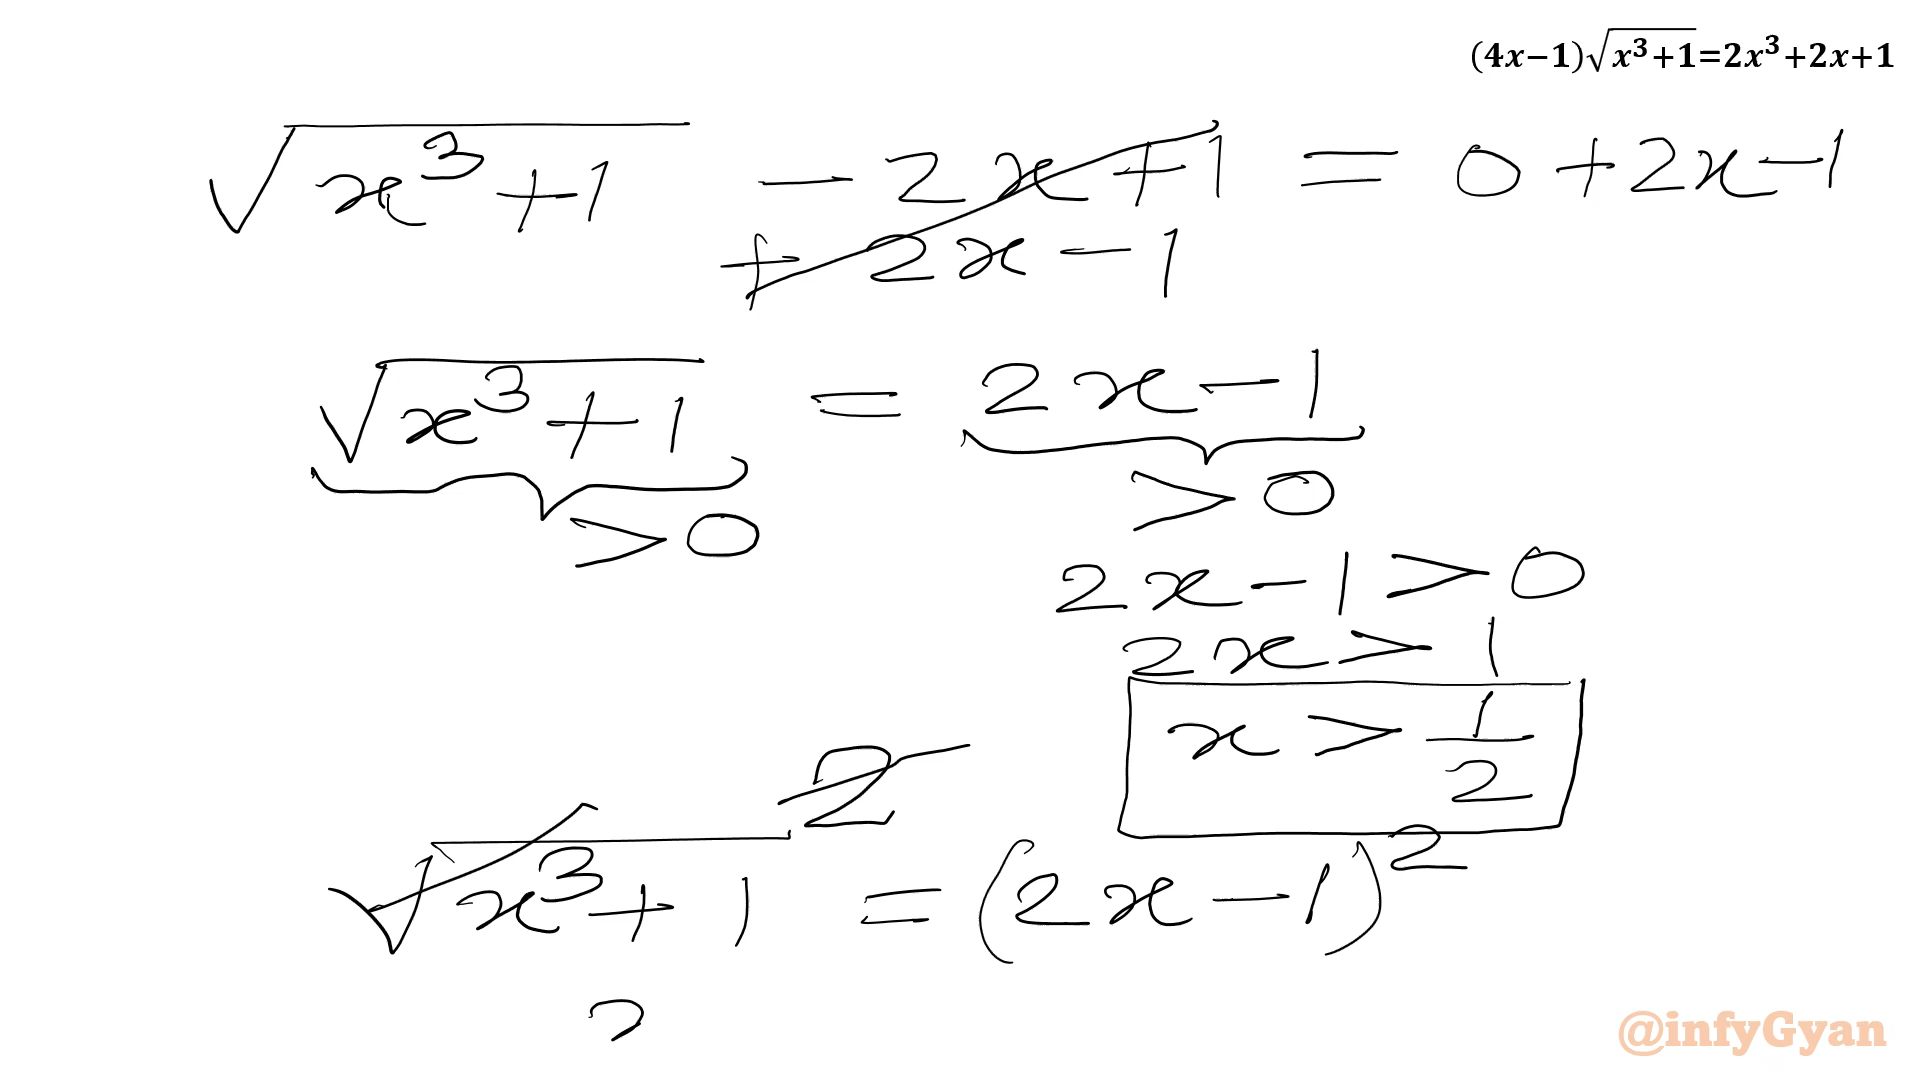 (4x−1)√(x³+1)=2x³+2x+1
√(x³+1) − 2x+1 = 0+2x−1
+ 2x−1
√(x³+1) = 2x−1
>0 >0
2x−1>0
2x>1
x > 1/2
√(x³+1)² = (2x−1)²
@infyGyan